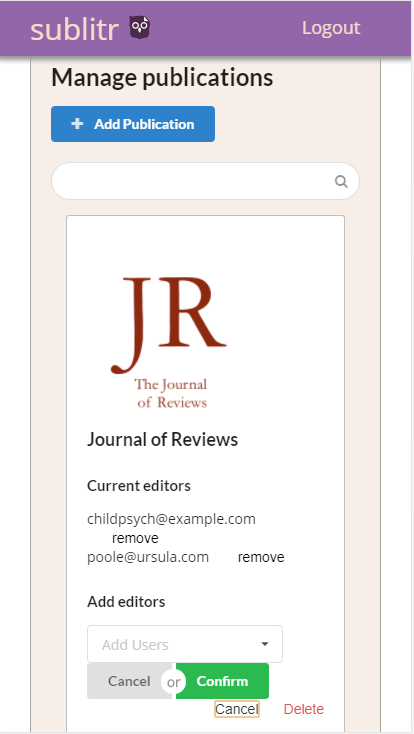 sublitr
Logout
Manage publications
+ Add Publication
JR
The Journal
of Reviews
Journal of Reviews
Current editors
childpsych@example.com
remove
poole@ursula.com remove
Add editors
Add Users
Cancel or Confirm
Cancel Delete